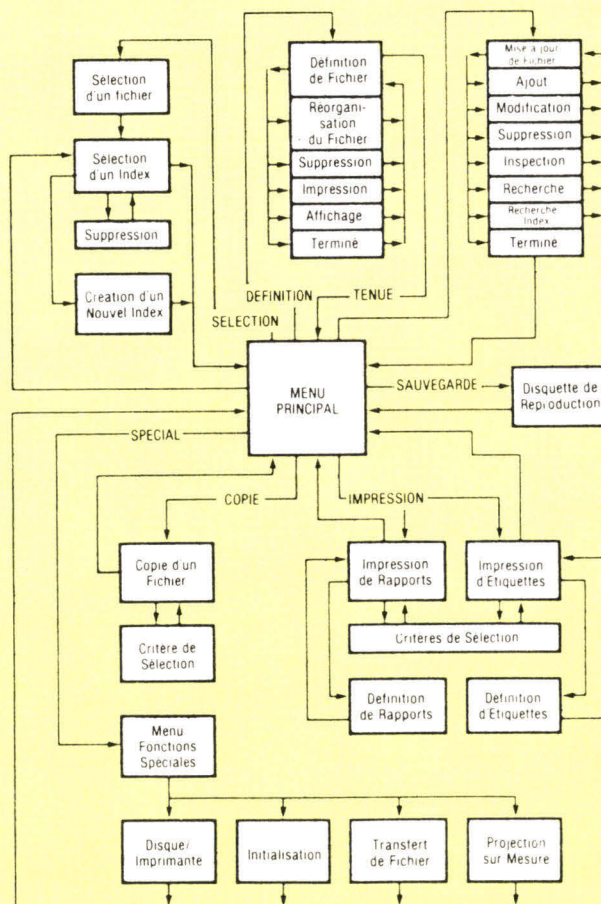 Sélection
d'un fichier
Sélection
d'un Index
Suppression
Création d'un
Nouvel Index
Définition
de Fichier
Réorgani-
sation
du Fichier
Suppression
Impression
Affichage
Terminé
Mise à jour
de Fichier
Ajout
Modification
Suppression
Inspection
Recherche
Recherche
Index
Terminé
DEFINITION
TENUE
SELECTION
MENU
PRINCIPAL
SAUVEGARDE
Disquette de
Reproduction
SPECIAL
COPIE
IMPRESSION
Copie d'un
Fichier
Critère de
Sélection
Impression
de Rapports
Impression
d'Etiquettes
Critères de Sélection
Définition
de Rapports
Définition
d'Etiquettes
Menu
Fonctions
Spéciales
Disque/
Imprimante
Initialisation
Transfert
de Fichier
Projection
sur Mesure